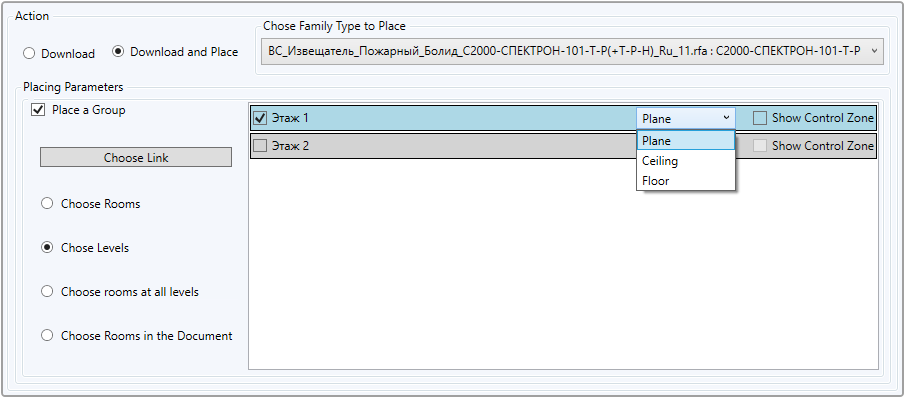 Action
Chose Family Type to Place
Download
Download and Place
ВС_Извещатель_Пожарный_Болид_С2000-СПЕКТРОН-101-Т-Р(+Т-Р-Н)_Ru_11.rfa : С2000-СПЕКТРОН-101-Т-Р
Placing Parameters
Place a Group
Этаж 1
Plane
Show Control Zone
Этаж 2
Plane
Show Control Zone
Ceiling
Floor
Choose Link
Choose Rooms
Chose Levels
Choose rooms at all levels
Choose Rooms in the Document